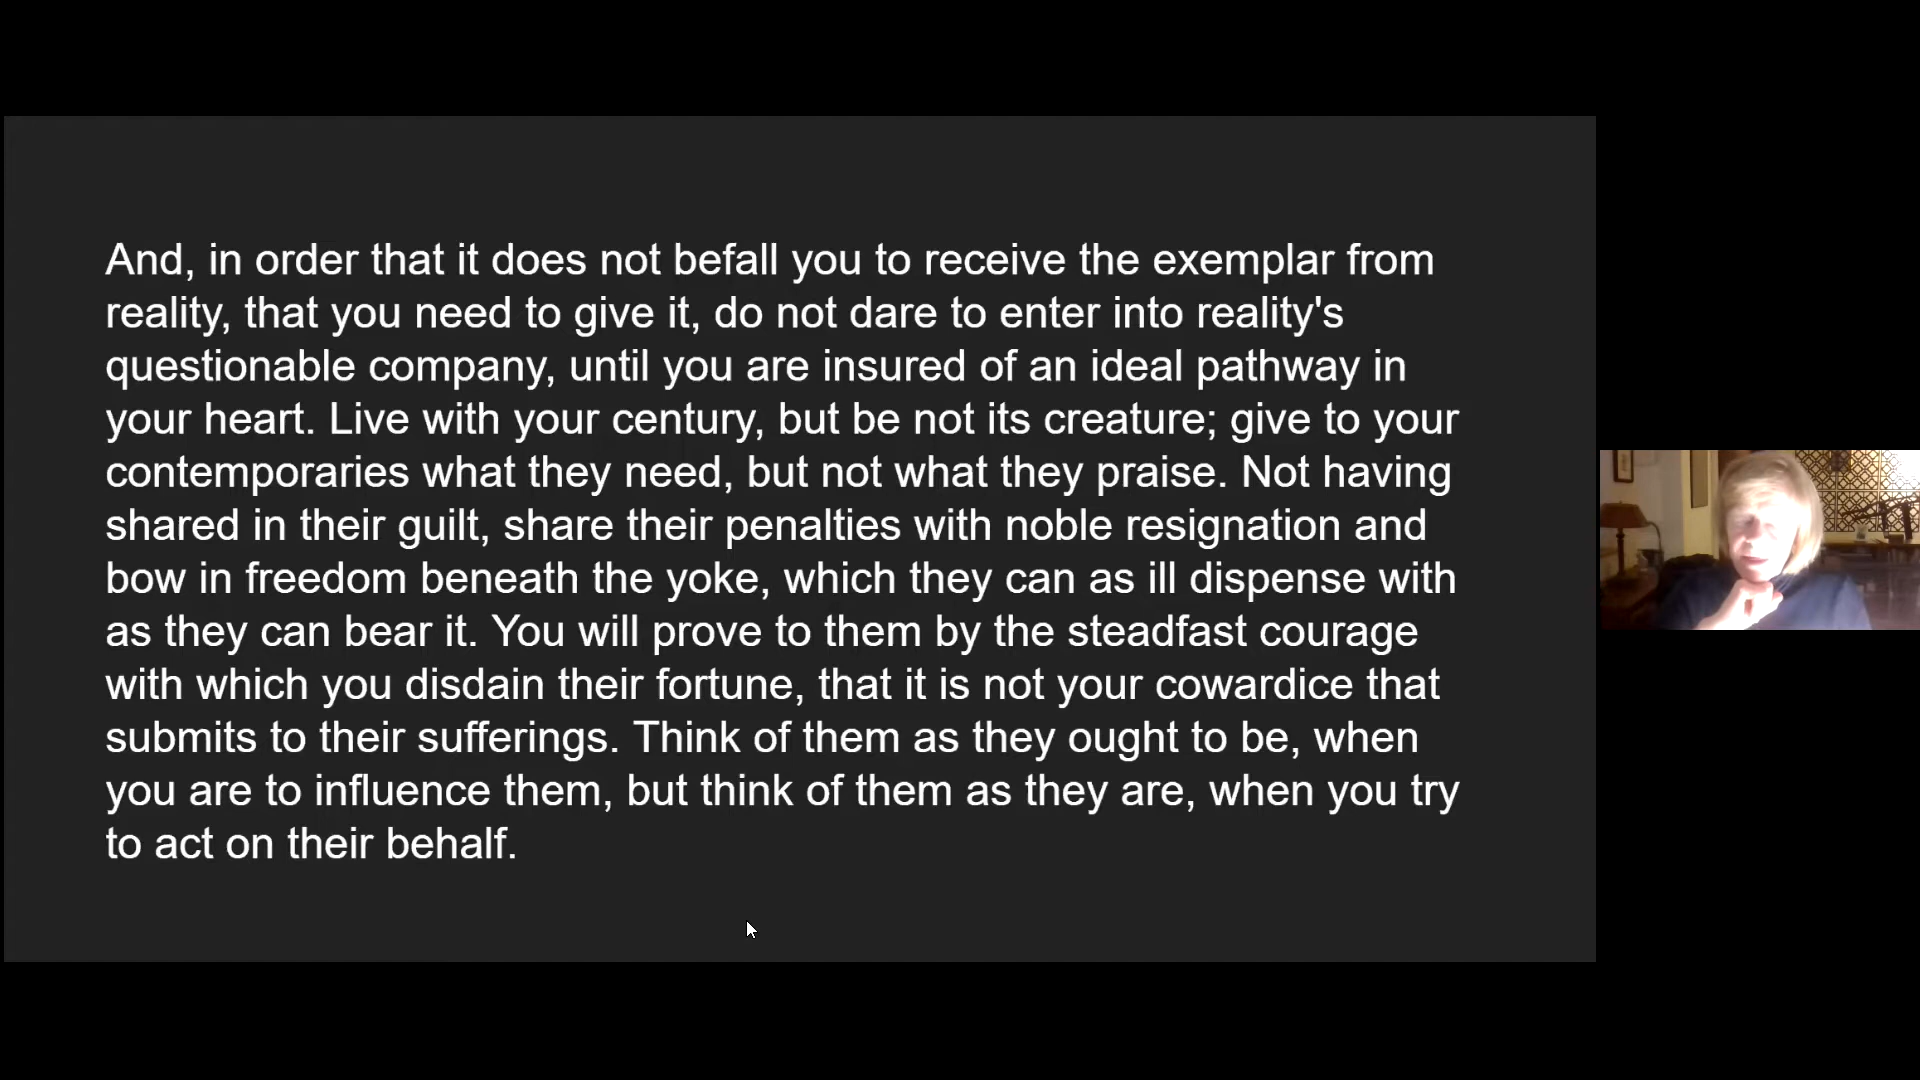 And, in order that it does not befall you to receive the exemplar from
reality, that you need to give it, do not dare to enter into reality's
questionable company, until you are insured of an ideal pathway in
your heart. Live with your century, but be not its creature; give to your
contemporaries what they need, but not what they praise. Not having
shared in their guilt, share their penalties with noble resignation and
bow in freedom beneath the yoke, which they can as ill dispense with
as they can bear it. You will prove to them by the steadfast courage
with which you disdain their fortune, that it is not your cowardice that
submits to their sufferings. Think of them as they ought to be, when
you are to influence them, but think of them as they are, when you try
to act on their behalf.